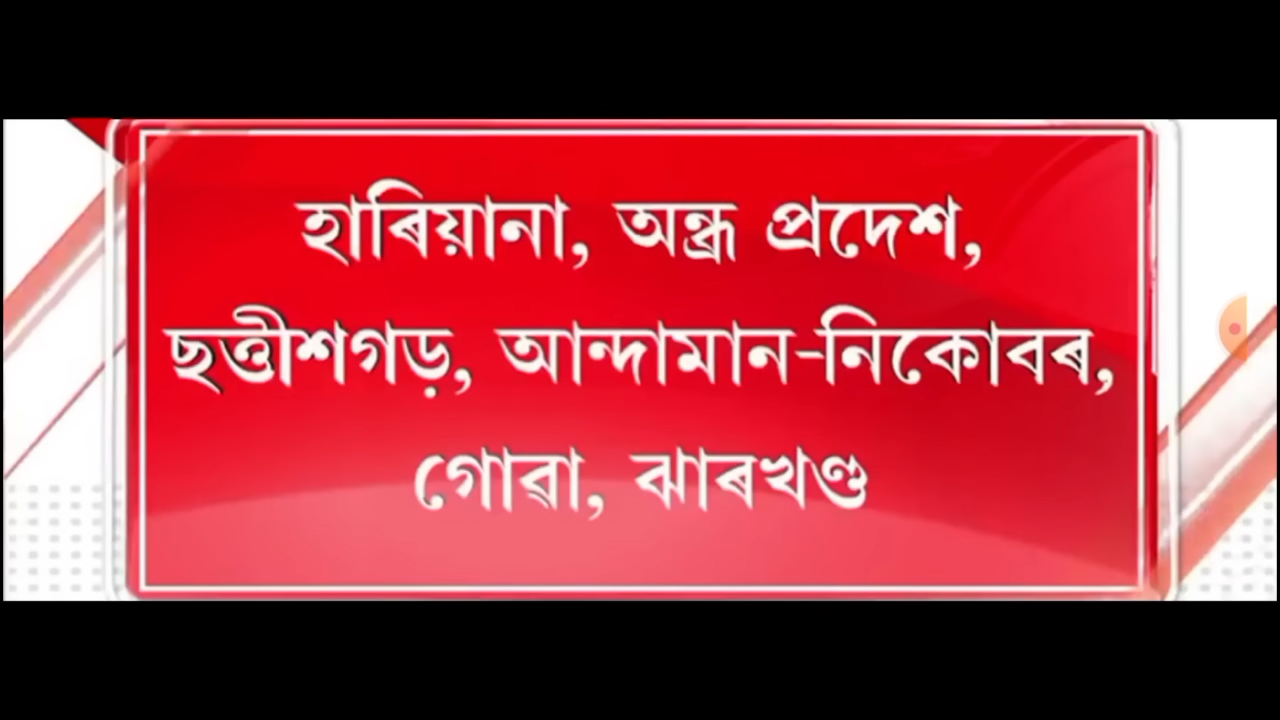 হাৰিয়ানা, অন্ধ্ৰ প্ৰদেশ,
ছত্তীশগড়, আন্দামান-নিকোবৰ,
গোৱা, ঝাৰখণ্ড